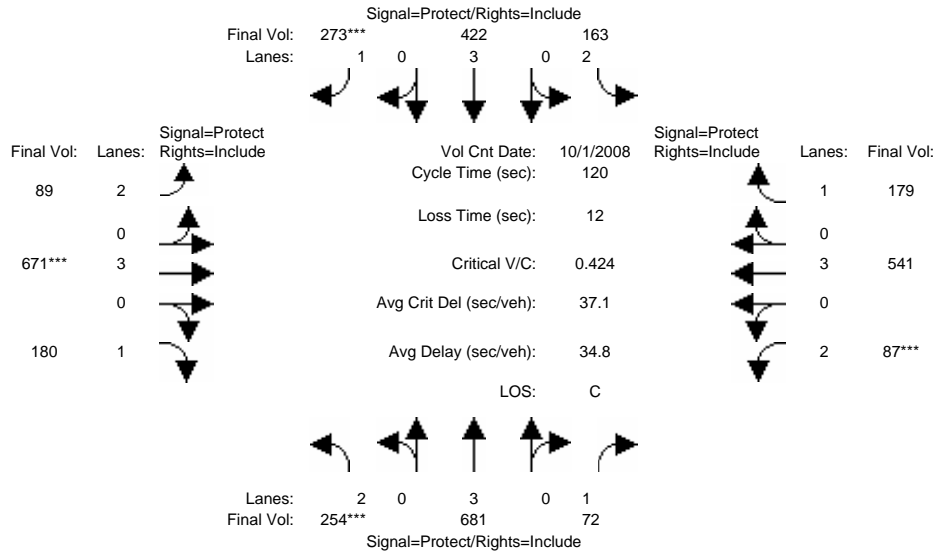 Signal=Protect/Rights=Include
Final Vol: 273*** 422 163
Lanes: 1 0 3 0 2
Signal=Protect
Final Vol: Lanes: Rights=Include
Vol Cnt Date: 10/1/2008
Signal=Protect
Rights=Include Lanes: Final Vol:
Cycle Time (sec): 120
89 2
1 179
Loss Time (sec): 12
0
0
671*** 3
Critical V/C: 0.424
3 541
0
Avg Crit Del (sec/veh): 37.1
0
180 1
Avg Delay (sec/veh): 34.8
2 87***
LOS: C
Lanes: 2 0 3 0 1
Final Vol: 254*** 681 72
Signal=Protect/Rights=Include